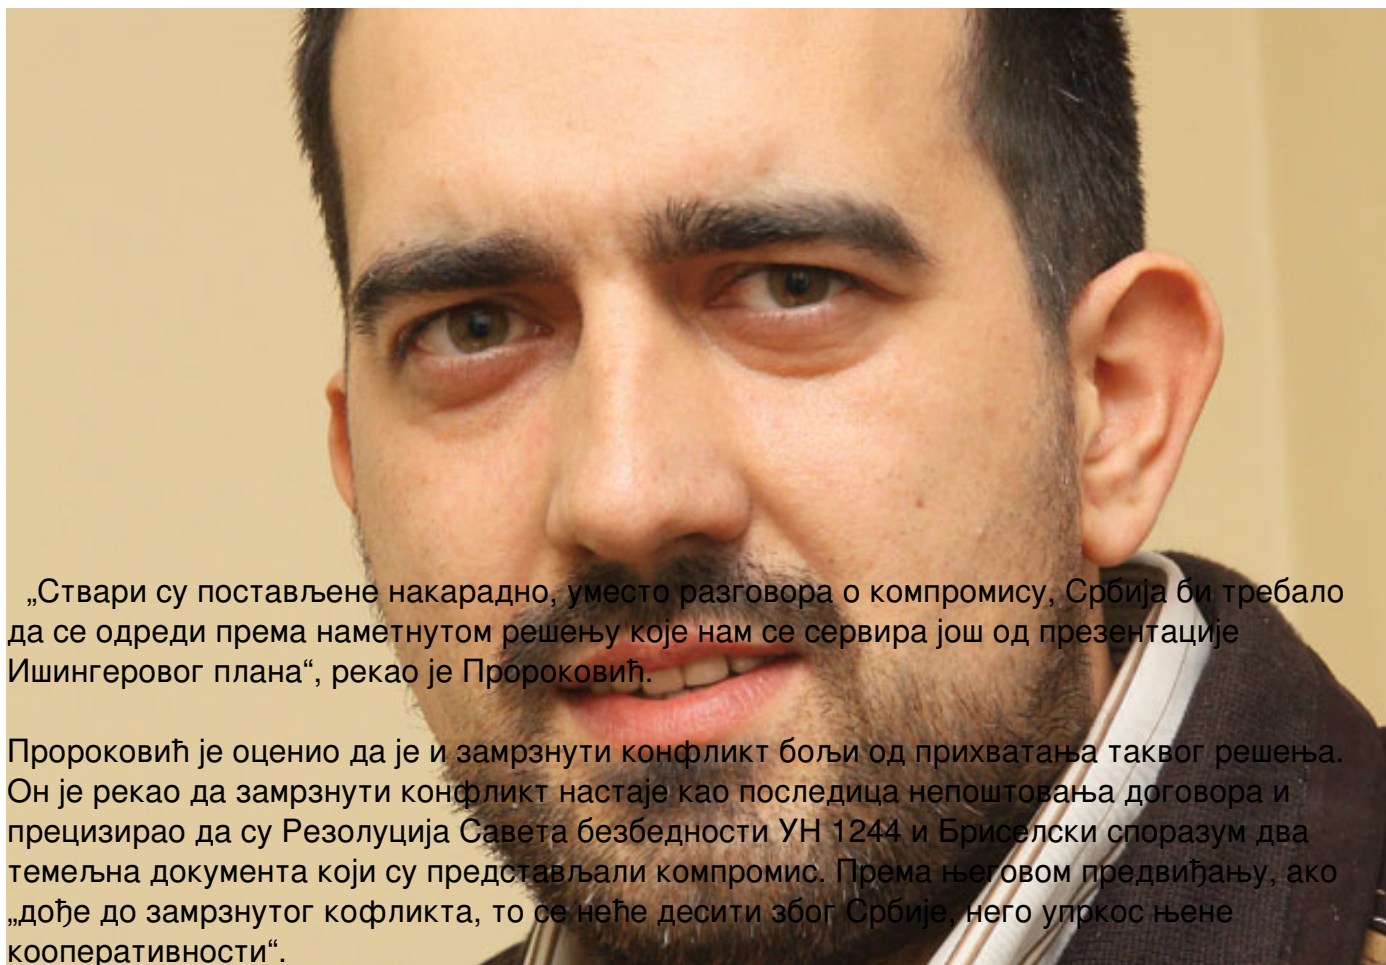 „Ствари су постављене накарадно, уместо разговора о компромису, Србија би требало
да се одреди према наметнутом решењу које нам се сервира још од презентације
Ишингеровог плана“, рекао је Пророковић.
Пророковић је оценио да је и замрзнути конфликт бољи од прихватања таквог решења.
Он је рекао да замрзнути конфликт настаје као последица непоштовања договора и
прецизирао да су Резолуција Савета безбедности УН 1244 и Бриселски споразум два
темељна документа који су представљали компромис. Према његовом предвиђању, ако
„дође до замрзнутог кофликта, то се неће десити због Србије, него упркос њене
кооперативности“.